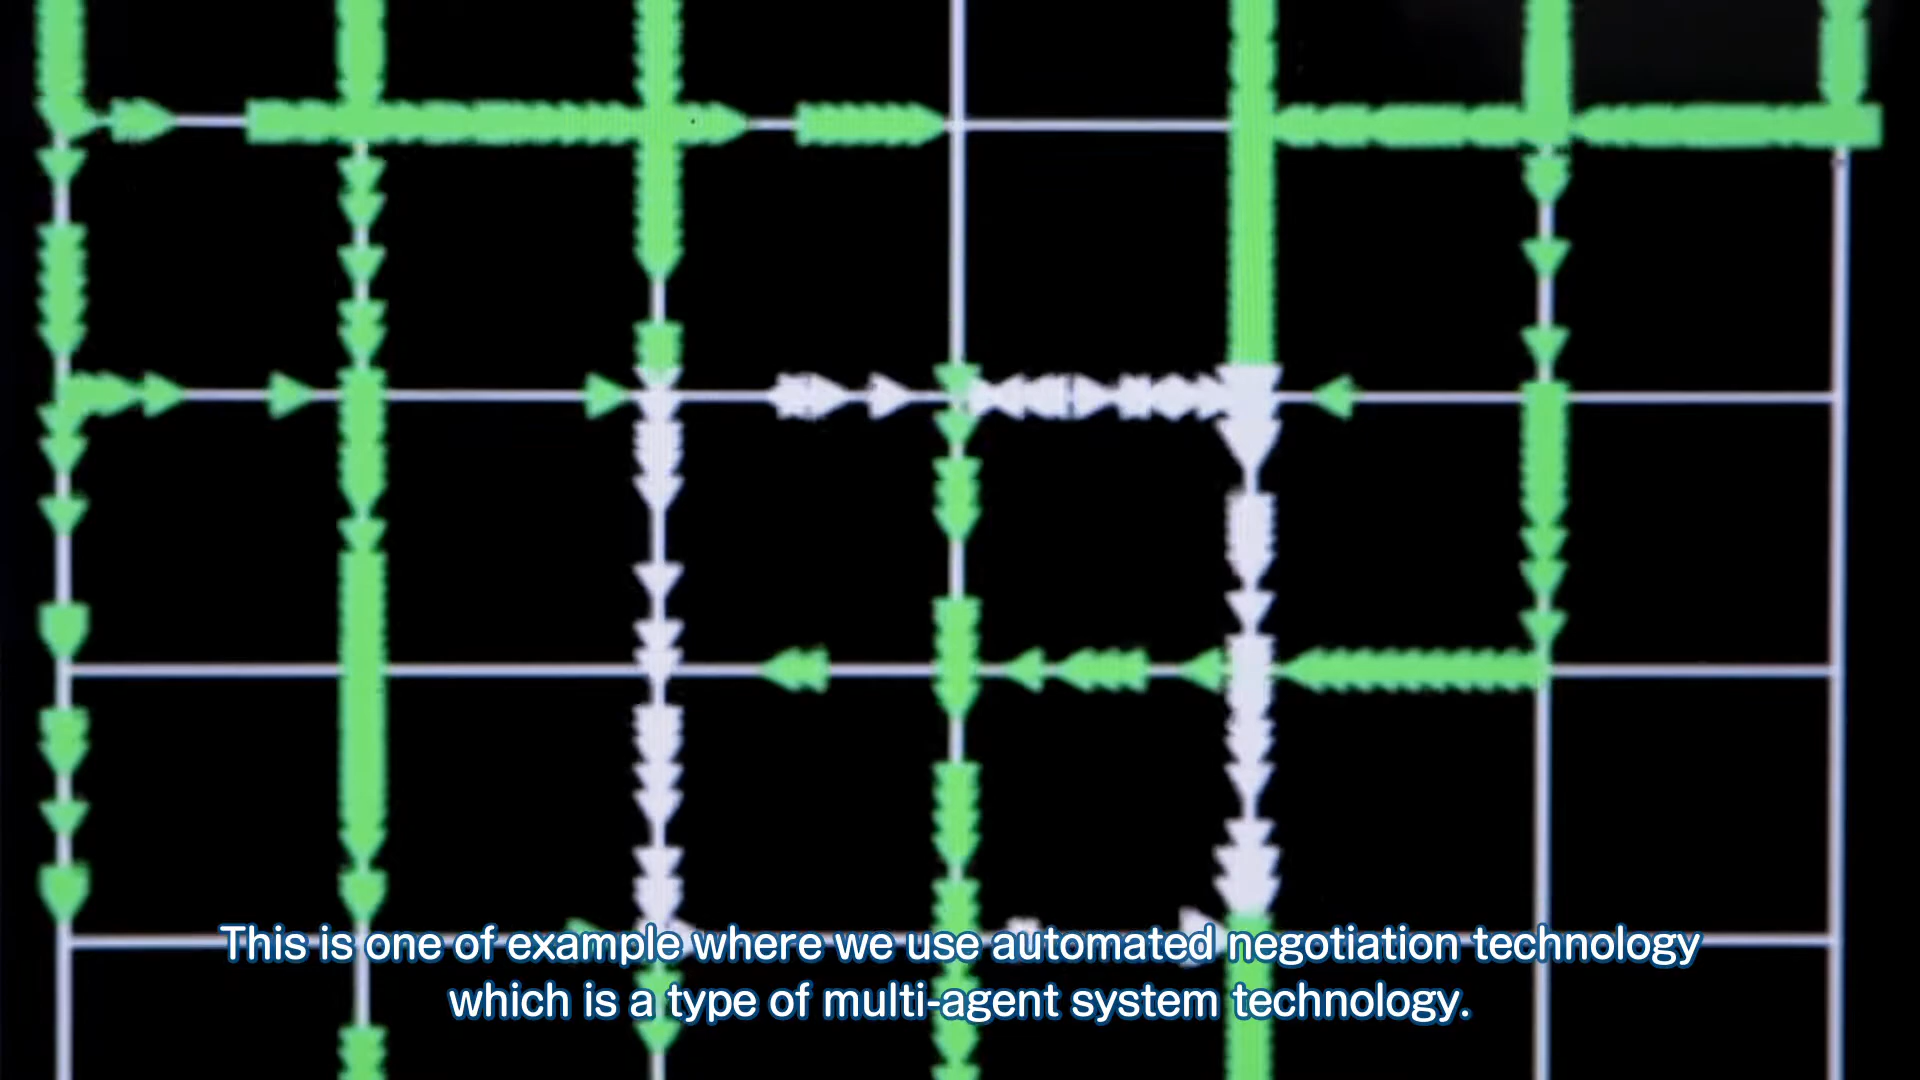 This is one of example where we use automated negotiation technology
which is a type of multi-agent system technology.